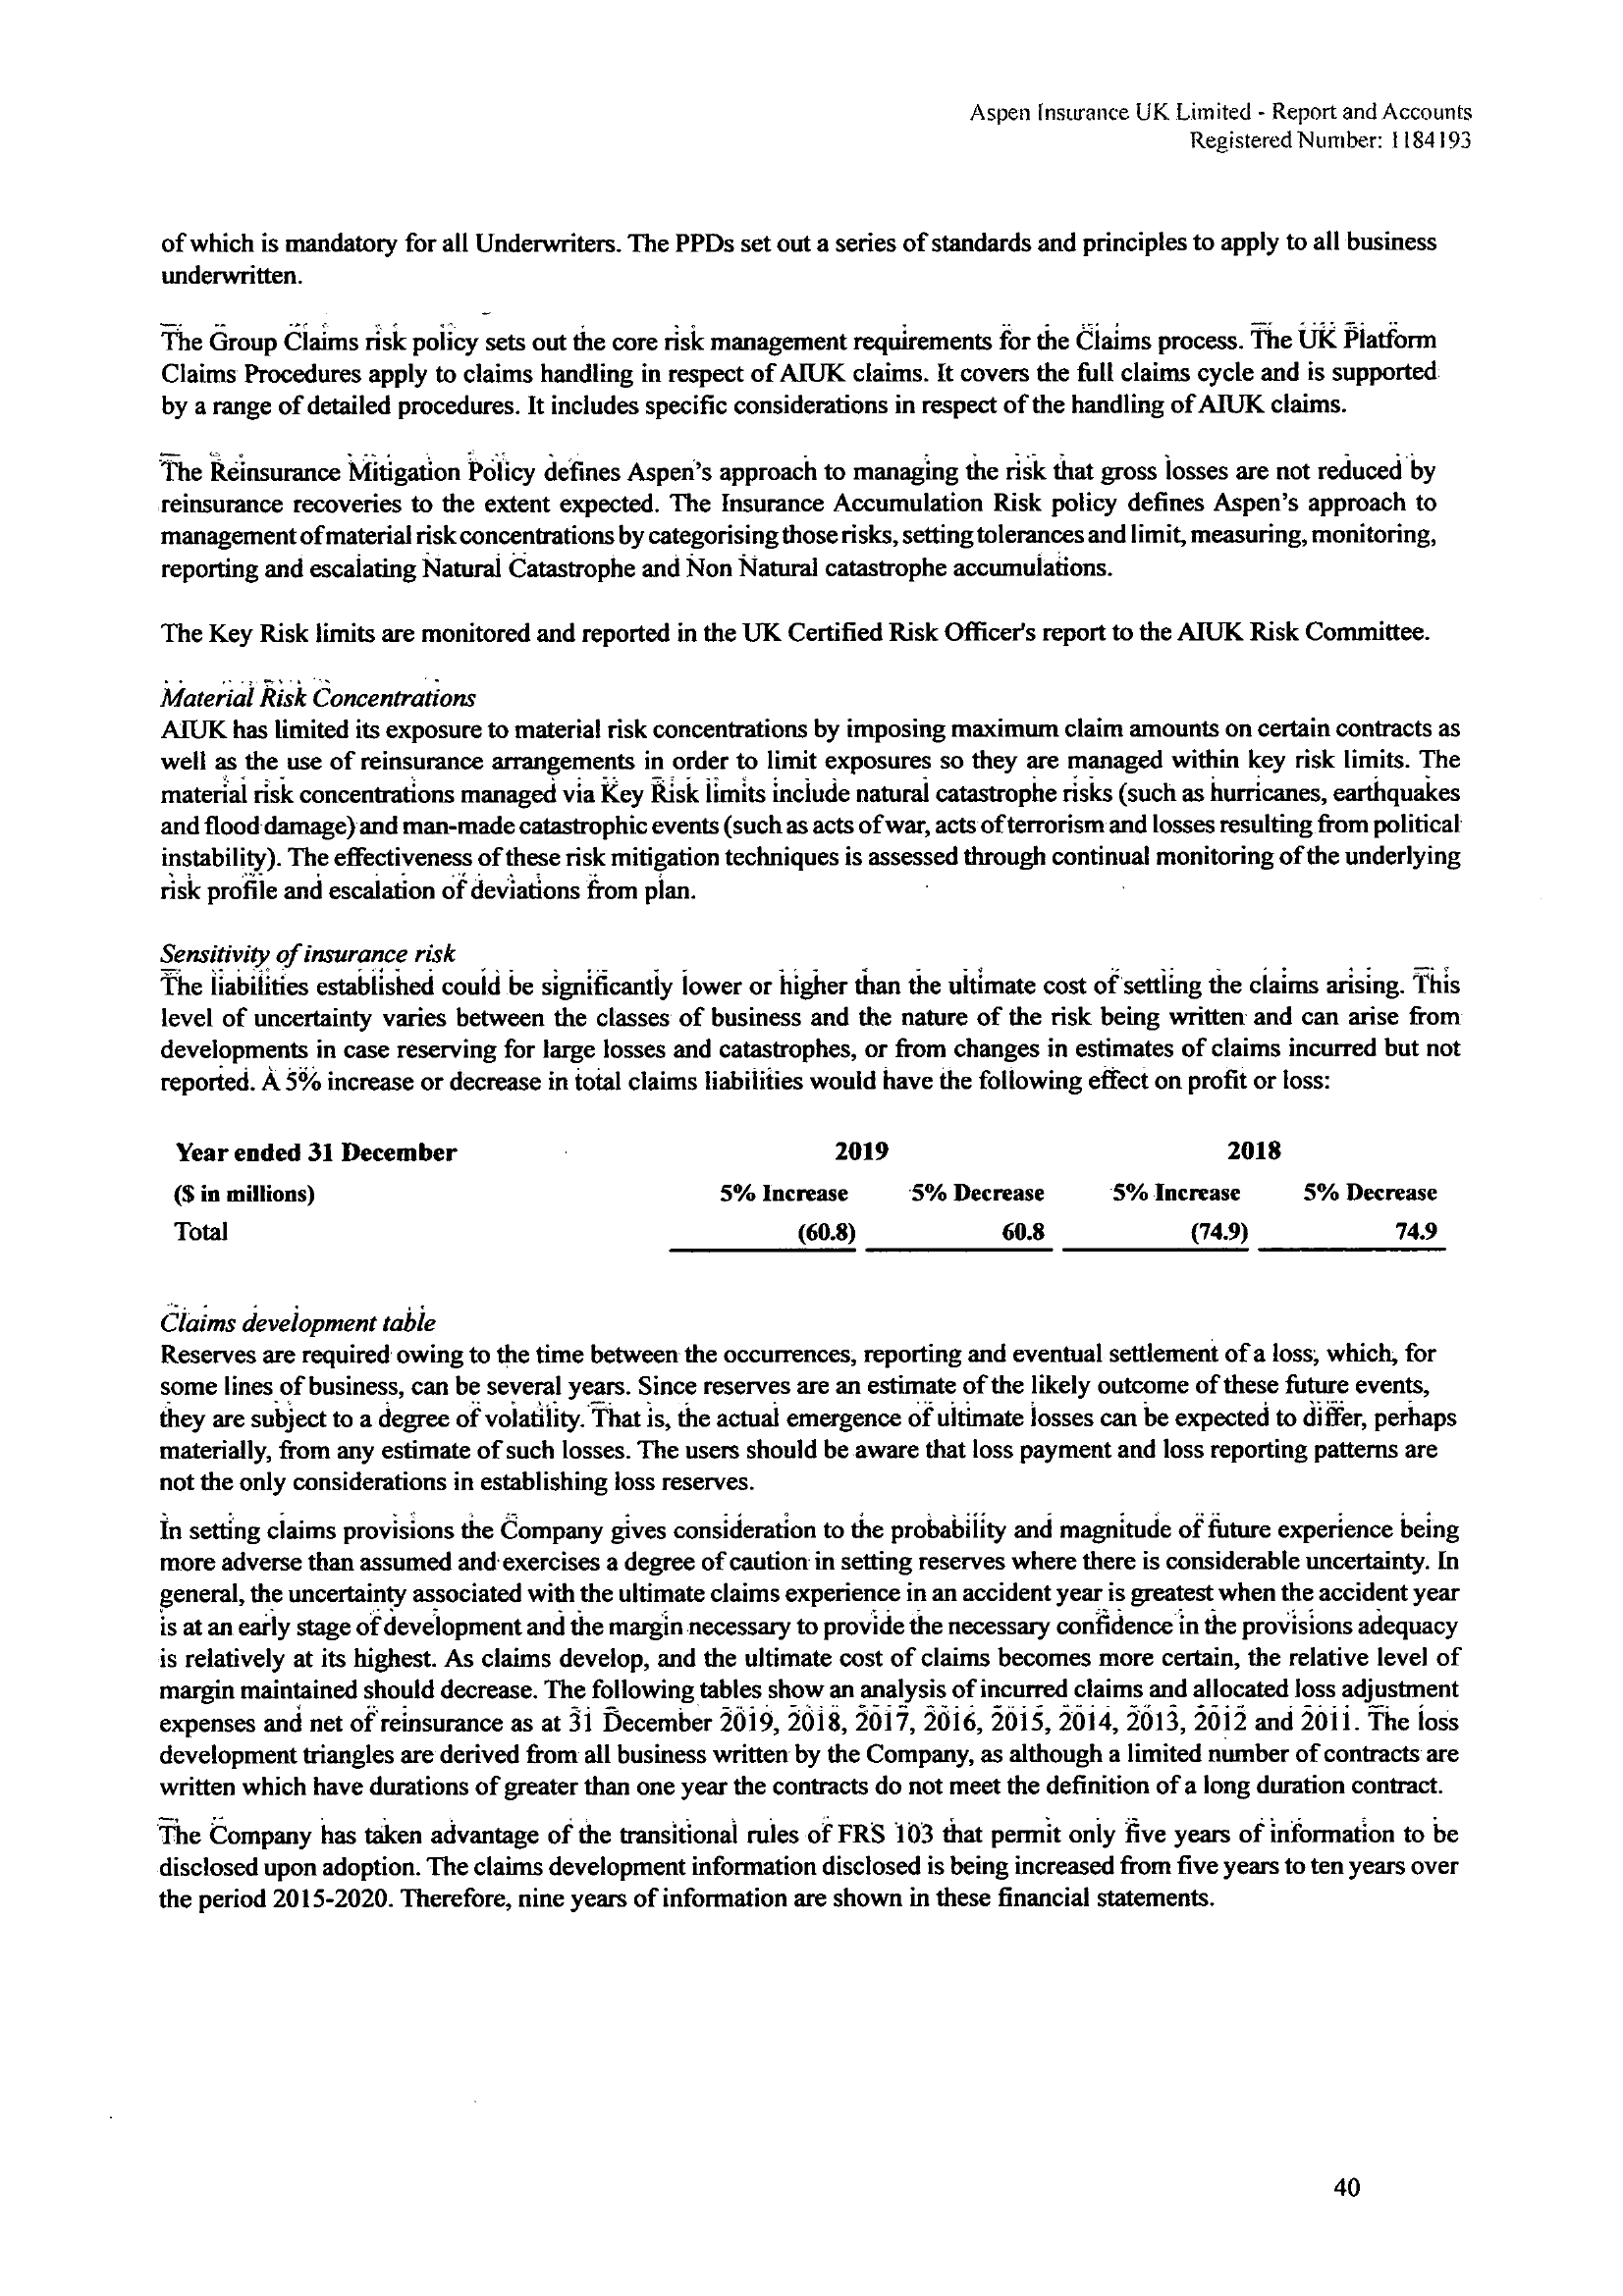 Aspen Insurance UK Limited - Report and Accounts
Registered Number: 1184193
of which is mandatory for all Underwriters. The PPDs set out a series of standards and principles to apply to all business
underwritten.
The Group Claims risk policy sets out the core risk management requirements for the Claims process. The UK Platform
Claims Procedures apply to claims handling in respect of AIUK claims. It covers the full claims cycle and is supported
by a range of detailed procedures. It includes specific considerations in respect of the handling of AIUK claims.
The Reinsurance Mitigation Policy defines Aspen's approach to managing the risk that gross losses are not reduced by
reinsurance recoveries to the extent expected. The Insurance Accumulation Risk policy defines Aspen's approach to
management of material risk concentrations by categorising those risks, setting tolerances and limit, measuring, monitoring,
reporting and escalating Natural Catastrophe and Non Natural catastrophe accumulations.
The Key Risk limits are monitored and reported in the UK Certified Risk Officer's report to the AIUK Risk Committee.
Material Risk Concentrations
AIUK has limited its exposure to material risk concentrations by imposing maximum claim amounts on certain contracts as
well as the use of reinsurance arrangements in order to limit exposures so they are managed within key risk limits. The
material risk concentrations managed via Key Risk limits include natural catastrophe risks (such as hurricanes, earthquakes
and flood damage) and man-made catastrophic events (such as acts of war, acts of terrorism and losses resulting from political
instability). The effectiveness of these risk mitigation techniques is assessed through continual monitoring of the underlying
risk profile and escalation of deviations from plan.
Sensitivity of insurance risk
The liabilities established could be significantly lower or higher than the ultimate cost of settling the claims arising. This
level of uncertainty varies between the classes of business and the nature of the risk being written and can arise from
developments in case reserving for large losses and catastrophes, or from changes in estimates of claims incurred but not
reported. A 5% increase or decrease in total claims liabilities would have the following effect on profit or loss:
Year ended 31 December 2019 2018
($ in millions) 5% Increase 5% Decrease 5% Increase 5% Decrease
Total (60.8) 60.8 (74.9) 74.9
Claims development table
Reserves are required owing to the time between the occurrences, reporting and eventual settlement of a loss, which, for
some lines of business, can be several years. Since reserves are an estimate of the likely outcome of these future events,
they are subject to a degree of volatility. That is, the actual emergence of ultimate losses can be expected to differ, perhaps
materially, from any estimate of such losses. The users should be aware that loss payment and loss reporting patterns are
not the only considerations in establishing loss reserves.
In setting claims provisions the Company gives consideration to the probability and magnitude of future experience being
more adverse than assumed and exercises a degree of caution in setting reserves where there is considerable uncertainty. In
general, the uncertainty associated with the ultimate claims experience in an accident year is greatest when the accident year
is at an early stage of development and the margin necessary to provide the necessary confidence in the provisions adequacy
is relatively at its highest. As claims develop, and the ultimate cost of claims becomes more certain, the relative level of
margin maintained should decrease. The following tables show an analysis of incurred claims and allocated loss adjustment
expenses and net of reinsurance as at 31 December 2019, 2018, 2017, 2016, 2015, 2014, 2013, 2012 and 2011. The loss
development triangles are derived from all business written by the Company, as although a limited number of contracts are
written which have durations of greater than one year the contracts do not meet the definition of a long duration contract.
The Company has taken advantage of the transitional rules of FRS 103 that permit only five years of information to be
disclosed upon adoption. The claims development information disclosed is being increased from five years to ten years over
the period 2015-2020. Therefore, nine years of information are shown in these financial statements.
40